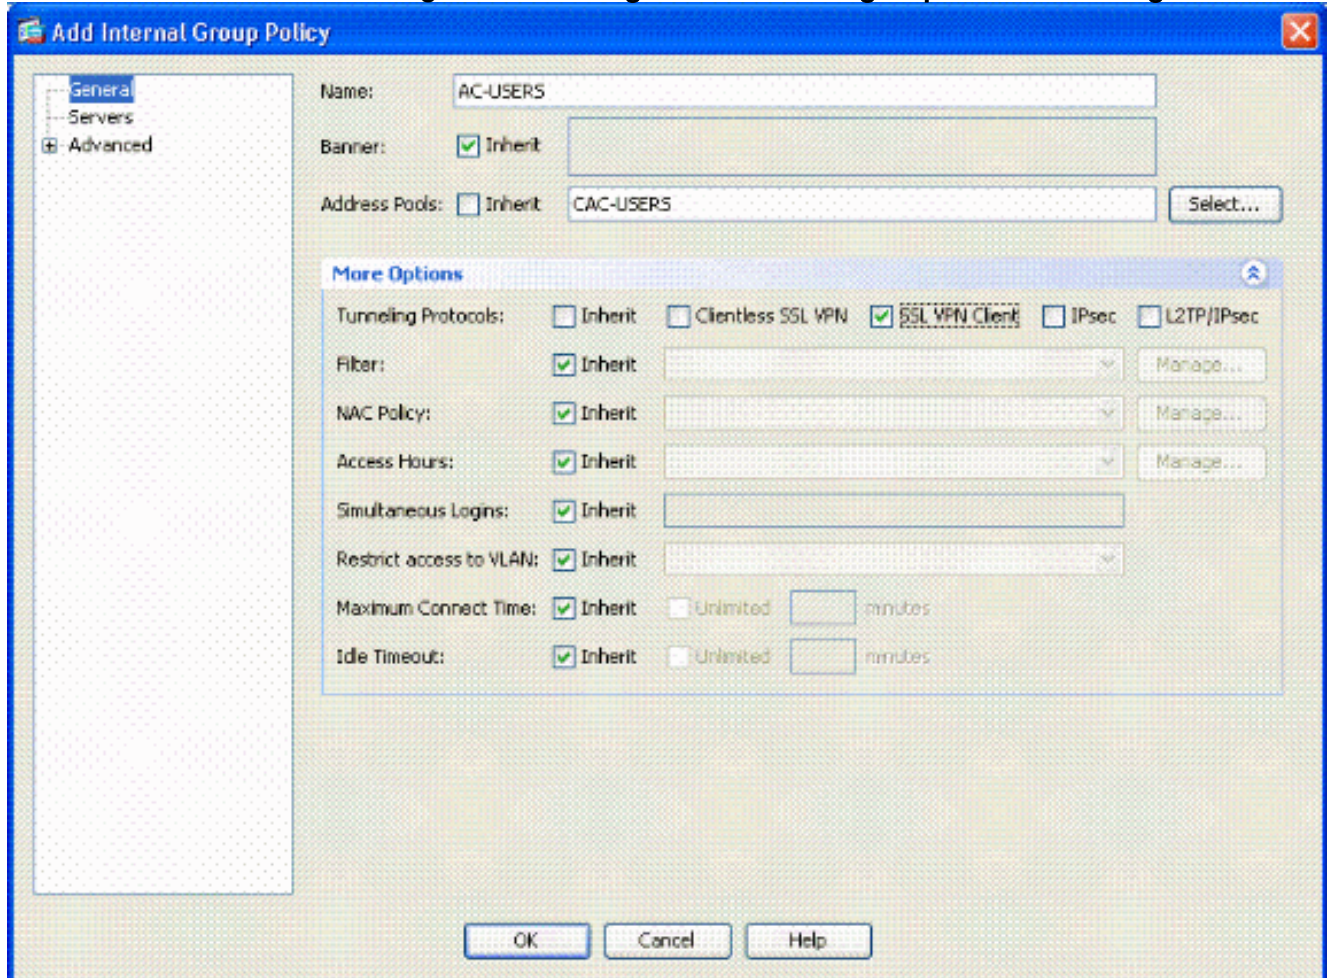 Add Internal Group Policy
General
Servers
Advanced
Name: AC-USERS
Banner: Inherit
Address Pools: Inherit CAC-USERS Select...
More Options
Tunneling Protocols: Inherit Clientless SSL VPN SSL VPN Client IPsec L2TP/IPsec
Filter: Inherit Manage...
NAC Policy: Inherit Manage...
Access Hours: Inherit Manage...
Simultaneous Logins: Inherit
Restrict access to VLAN: Inherit
Maximum Connect Time: Inherit Unlimited minutes
Idle Timeout: Inherit Unlimited minutes
OK Cancel Help